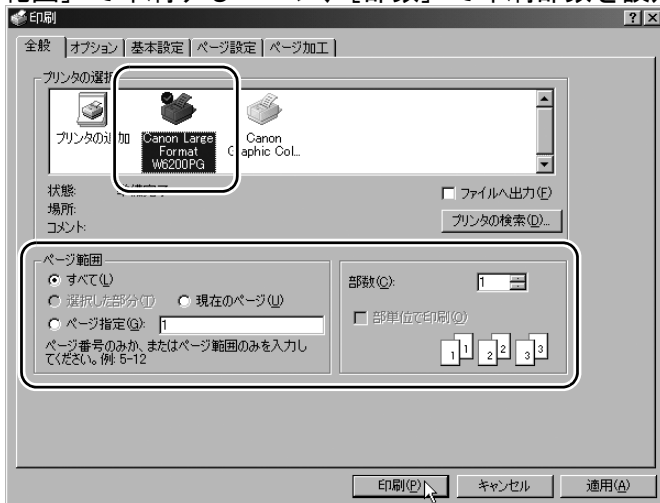 印刷
全般 オプション 基本設定 ページ設定 ページ加工
プリンタの選択
プリンタの追加
Canon Large Format W6200PG
Canon Graphic Col...
状態:
場所:
コメント:
ファイルへ出力(F)
プリンタの検索(D)...
ページ範囲
すべて(L)
選択した部分(T) 現在のページ(U)
ページ指定(G): 1
ページ番号のみか、またはページ範囲のみを入力し
てください。例: 5-12
部数(C): 1
部単位で印刷(O)
1 1 2 2 3 3
印刷(P) キャンセル 適用(A)